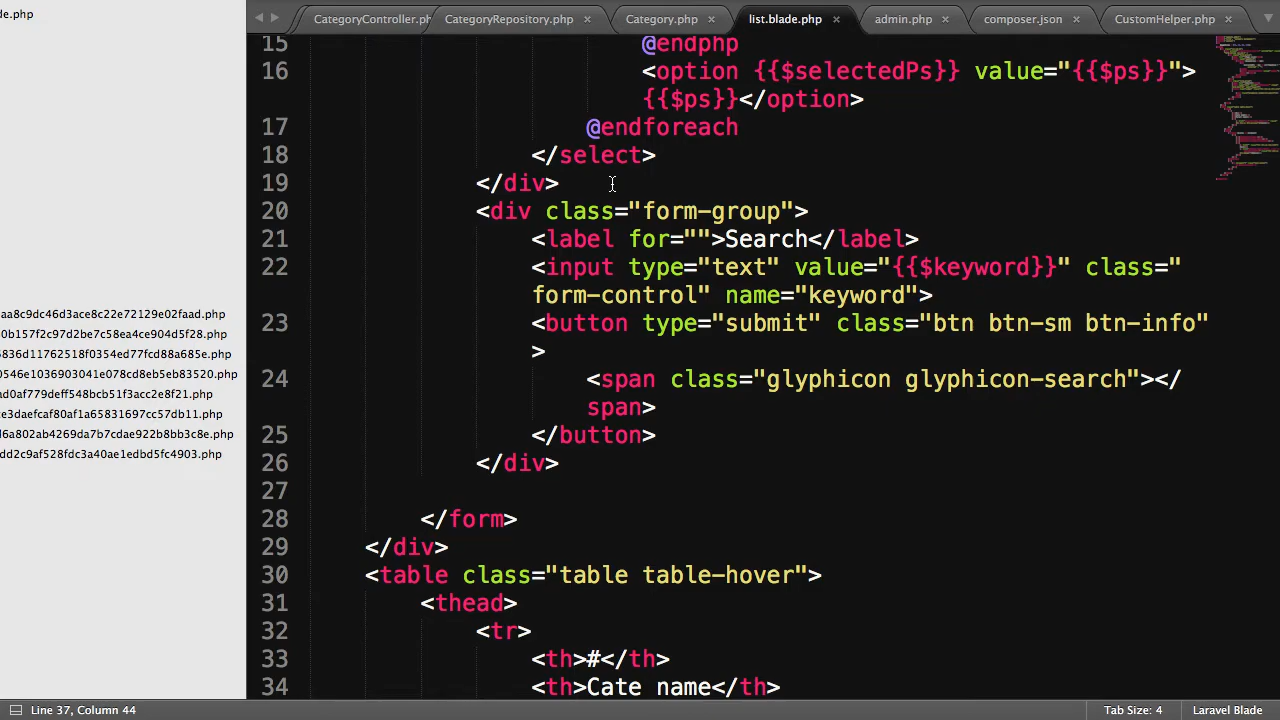 de.php
CategoryController.ph
CategoryRepository.php ×
Category.php ×
list.blade.php ×
admin.php ×
composer.json ×
CustomHelper.php ×
15 @endphp
16 <option {{$selectedPs}} value="{{$ps}}">
{{$ps}}</option>
17 @endforeach
18 </select>
19 </div>
20 <div class="form-group">
21 <label for="">Search</label>
22 <input type="text" value="{{$keyword}}" class="
form-control" name="keyword">
23 <button type="submit" class="btn btn-sm btn-info"
>
24 <span class="glyphicon glyphicon-search"></
span>
25 </button>
26 </div>
27
28 </form>
29 </div>
30 <table class="table table-hover">
31 <thead>
32 <tr>
33 <th>#</th>
34 <th>Cate name</th>
aa8c9dc46d3ace8c22e72129e02faad.php
0b157f2c97d2be7c58ea4ce904d5f28.php
5836d11762518f0354ed77fcd88a685e.php
0546e1036903041e078cd8eb5eb83520.php
d0af779deff548bcb51f3acc2e8f21.php
e3daefcaf80af1a65831697cc57db11.php
6a802ab4269da7b7cdae922b8bb3c8e.php
dd2c9af528fdc3a40ae1edbd5fc4903.php
Line 37, Column 44
Tab Size: 4
Laravel Blade